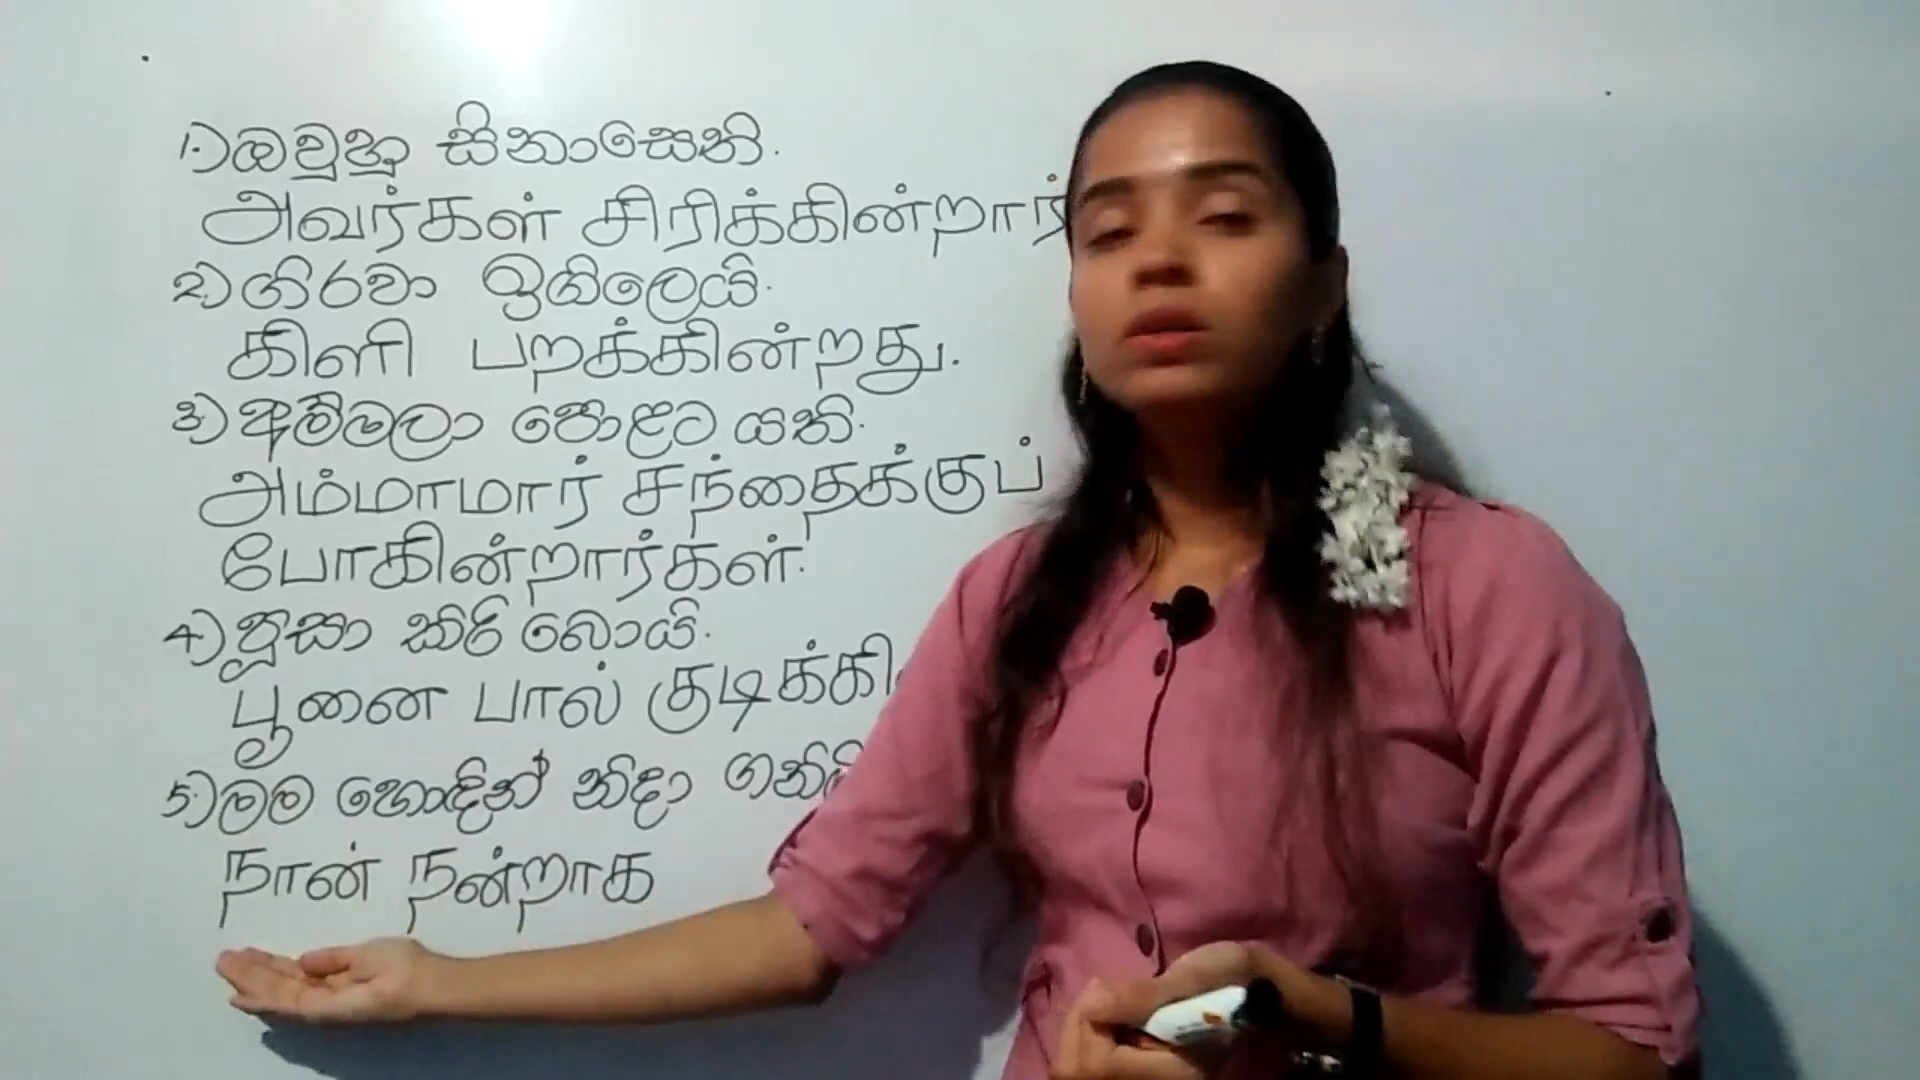 1) ඔවුහු සිනාසෙති.
அவர்கள் சிரிக்கின்றார்
2) ගිරවා ඉගිලෙයි.
கிளி பறக்கின்றது.
3) අම්මලා පොළට යති.
அம்மாமார் சந்தைக்குப்
போகின்றார்கள்.
4) පූසා කිරි බොයි.
பூனை பால்
5) මම හොඳින් නිදා
நான் நன்றாக